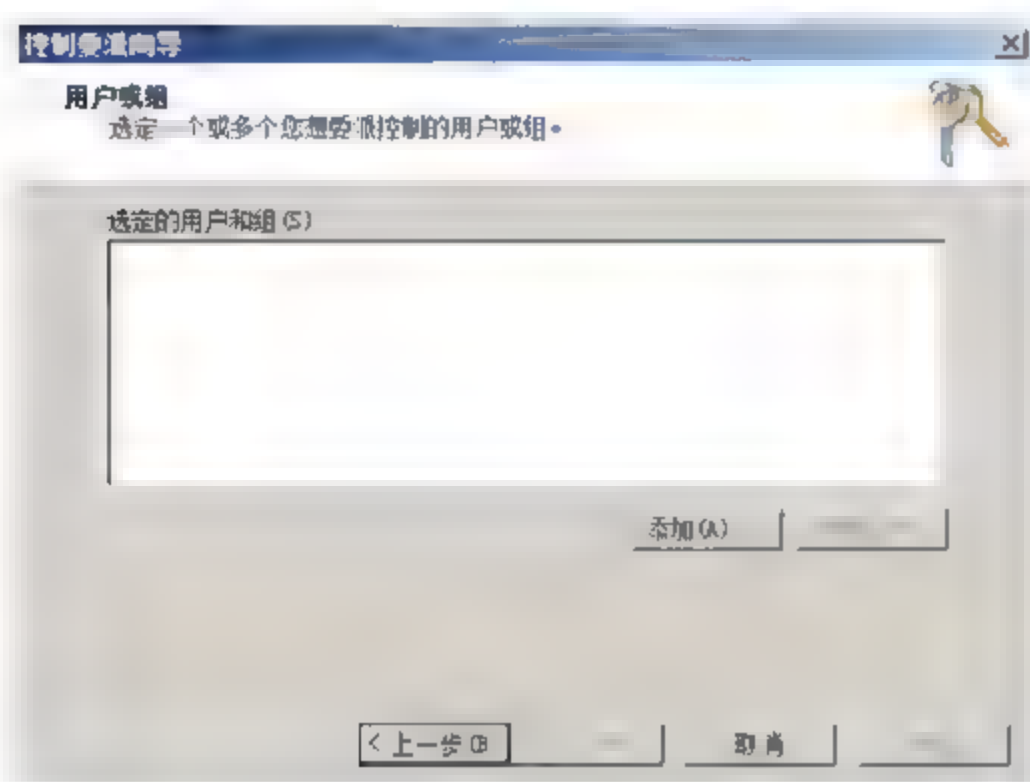 控制委派向导
用户或组
选定一个或多个您想委派控制的用户或组。
选定的用户和组(S)
添加(A)
< 上一步(B)
取消